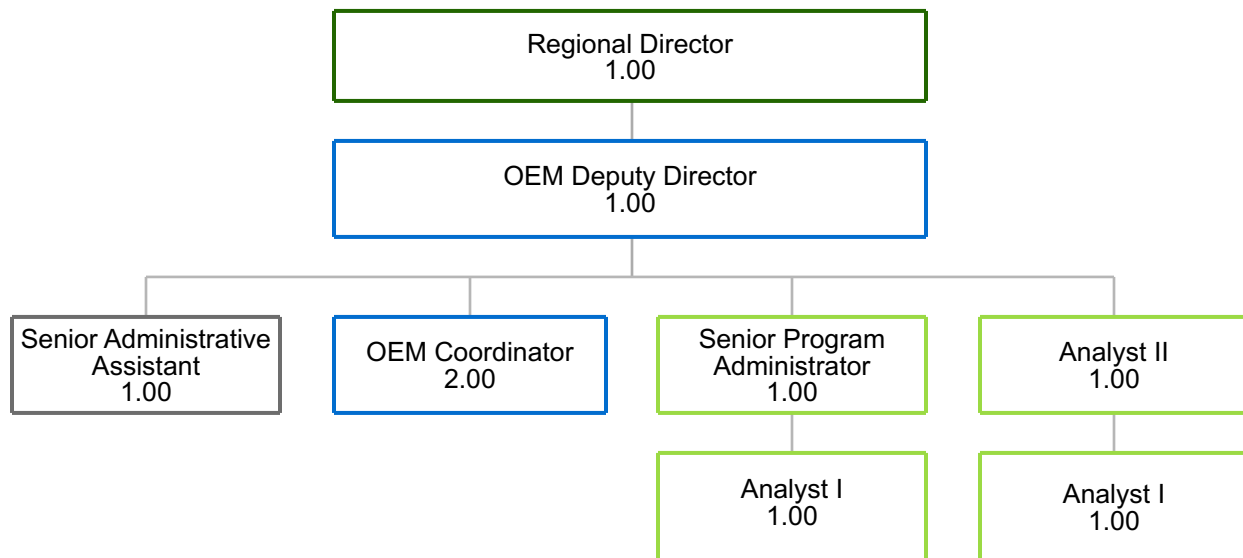 Regional Director
1.00
OEM Deputy Director
1.00
Senior Administrative
Assistant
1.00
OEM Coordinator
2.00
Senior Program
Administrator
1.00
Analyst II
1.00
Analyst I
1.00
Analyst I
1.00